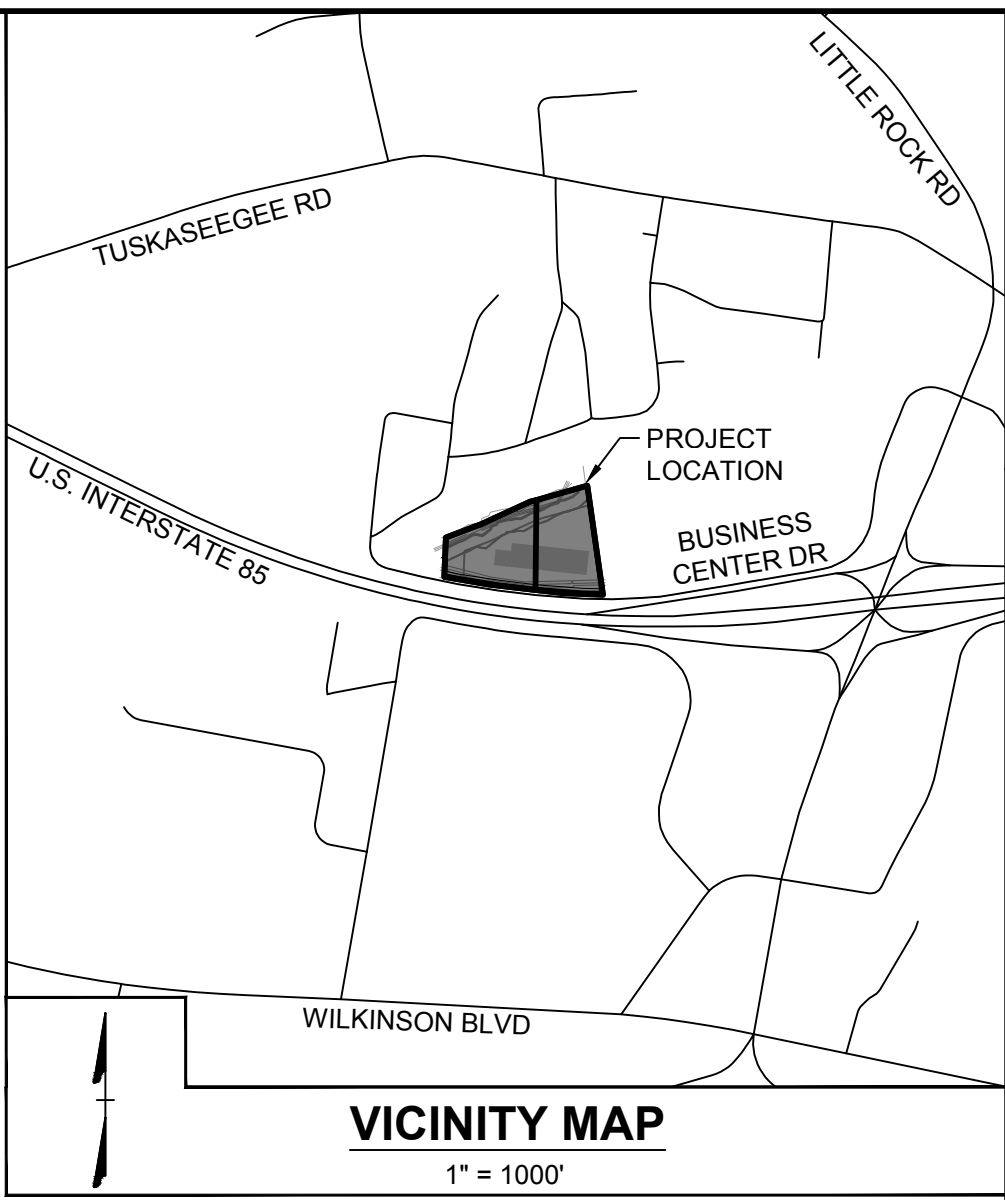 LITTLE ROCK RD
TUSKASEEGEE RD
PROJECT
LOCATION
U.S. INTERSTATE 85
BUSINESS
CENTER DR
WILKINSON BLVD
VICINITY MAP
1" = 1000'